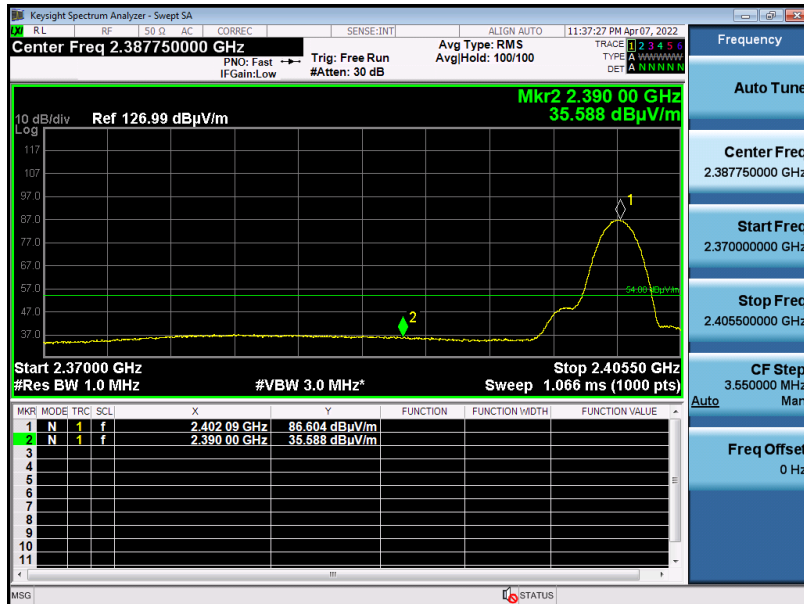 Keysight Spectrum Analyzer - Swept SA
LXI RL RF 50 Ω AC CORREC SENSE:INT ALIGN AUTO 11:37:27 PM Apr 07, 2022
Center Freq 2.387750000 GHz
PNO: Fast
IFGain:Low
Trig: Free Run
#Atten: 30 dB
Avg Type: RMS
Avg|Hold: 100/100
TRACE 1 2 3 4 5 6
TYPE A WWWWW
DET A N N N N N
Mkr2 2.390 00 GHz
35.588 dBµV/m
10 dB/div Ref 126.99 dBµV/m
Log
117
107
97.0
87.0
77.0
67.0
57.0
47.0
37.0
1
54.00 dBµV/m
2
Start 2.37000 GHz Stop 2.40550 GHz
#Res BW 1.0 MHz #VBW 3.0 MHz* Sweep 1.066 ms (1000 pts)
MKR MODE TRC SCL X Y FUNCTION FUNCTION WIDTH FUNCTION VALUE
1 N 1 f 2.402 09 GHz 86.604 dBµV/m
2 N 1 f 2.390 00 GHz 35.588 dBµV/m
3
4
5
6
7
8
9
10
11
MSG STATUS
Frequency
Auto Tune
Center Freq
2.387750000 GHz
Start Freq
2.370000000 GHz
Stop Freq
2.405500000 GHz
CF Step
3.550000 MHz
Auto Man
Freq Offset
0 Hz